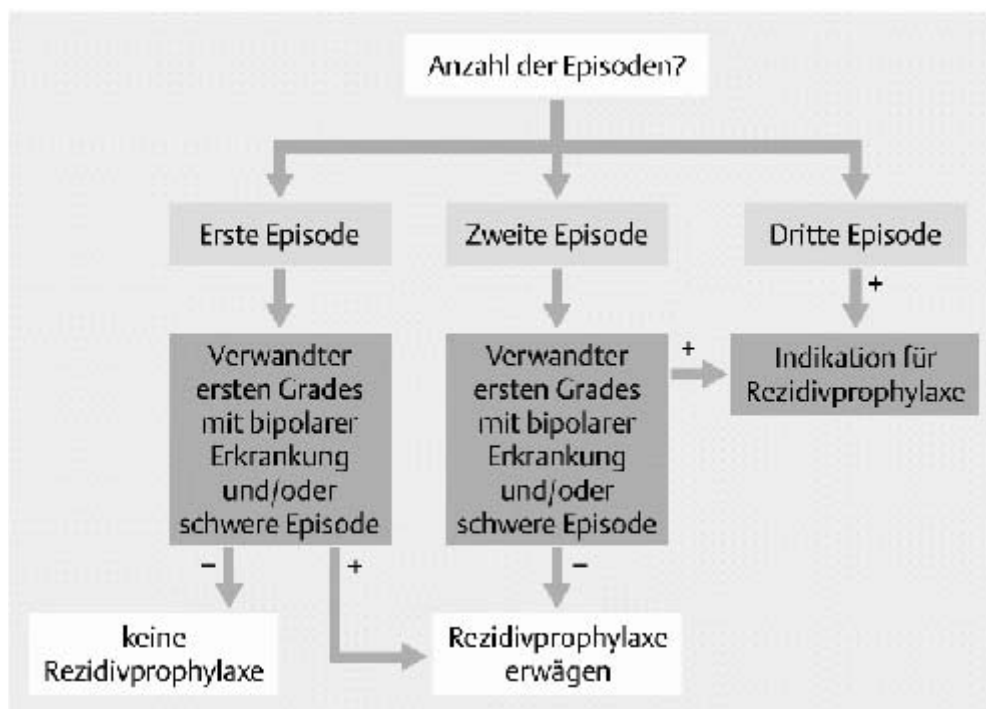 Anzahl der Episoden?
Erste Episode
Zweite Episode
Dritte Episode
+
Verwandter
ersten Grades
mit bipolarer
Erkrankung
und/oder
schwere Episode
Verwandter
ersten Grades
mit bipolarer
Erkrankung
und/oder
schwere Episode
+
Indikation für
Rezidivprophylaxe
–
+
–
keine
Rezidivprophylaxe
Rezidivprophylaxe
erwägen